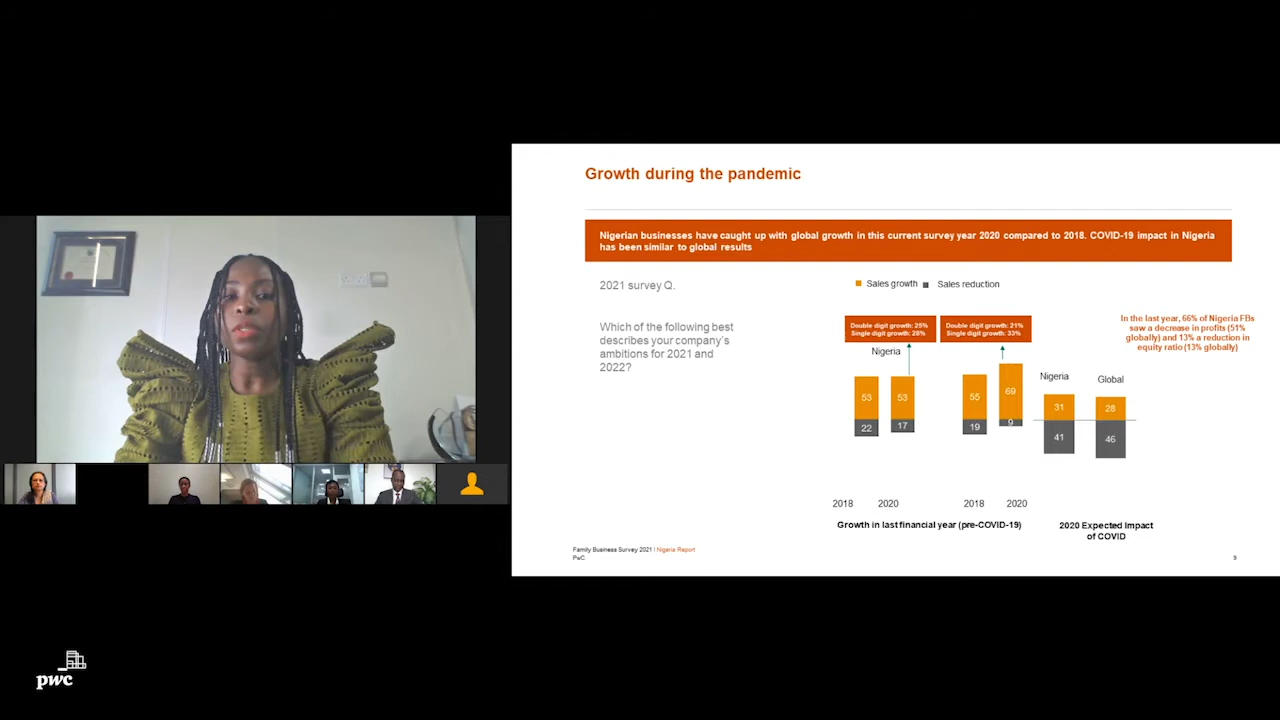 Growth during the pandemic
Nigerian businesses have caught up with global growth in this current survey year 2020 compared to 2018. COVID-19 impact in Nigeria
has been similar to global results
2021 survey Q.
Which of the following best
describes your company's
ambitions for 2021 and
2022?
Sales growth Sales reduction
Double digit growth: 25%
Single digit growth: 28%
Double digit growth: 21%
Single digit growth: 33%
In the last year, 66% of Nigeria FBs
saw a decrease in profits (51%
globally) and 13% a reduction in
equity ratio (13% globally)
Nigeria
Nigeria Global
53 53 55 69 31 28
22 17 19 9 41 46
2018 2020 2018 2020
Growth in last financial year (pre-COVID-19)
2020 Expected Impact
of COVID
Family Business Survey 2021 | Nigeria Report
PwC
9
pwc